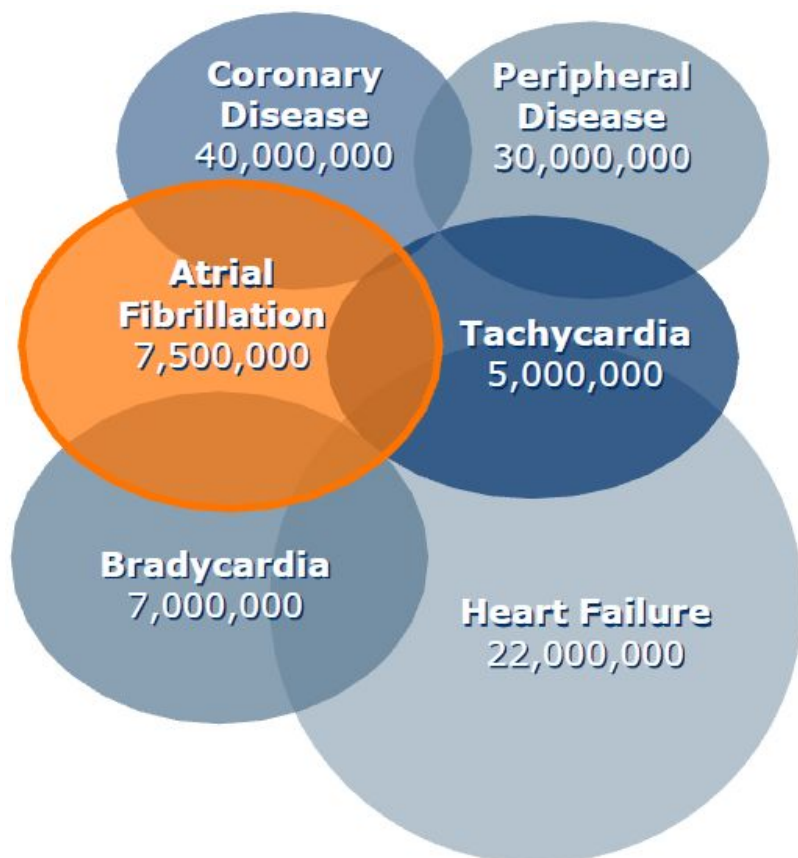 Coronary
Disease
40,000,000
Peripheral
Disease
30,000,000
Atrial
Fibrillation
7,500,000
Tachycardia
5,000,000
Bradycardia
7,000,000
Heart Failure
22,000,000